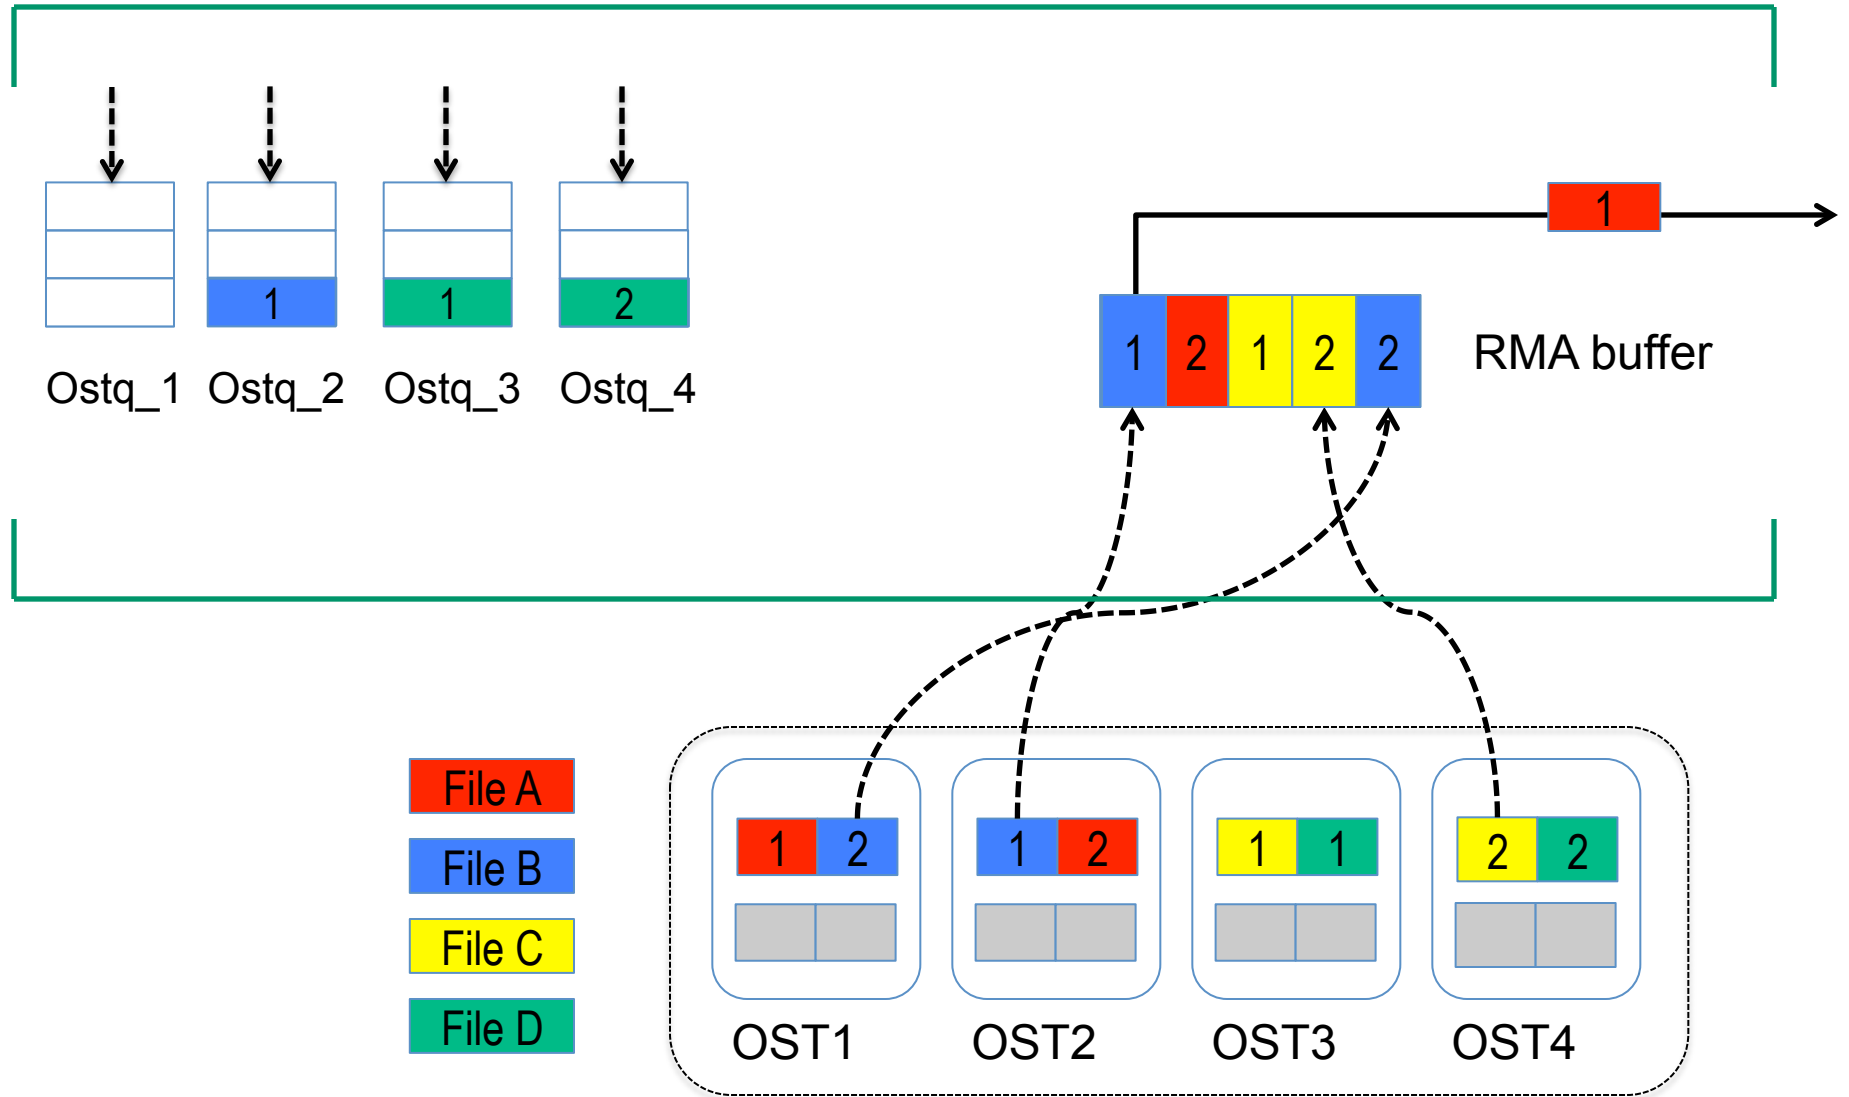 1
1 1 2
1 2 1 2 2 RMA buffer
Ostq_1 Ostq_2 Ostq_3 Ostq_4
File A
1 2 1 2 1 1 2 2
File B
File C
File D
OST1 OST2 OST3 OST4